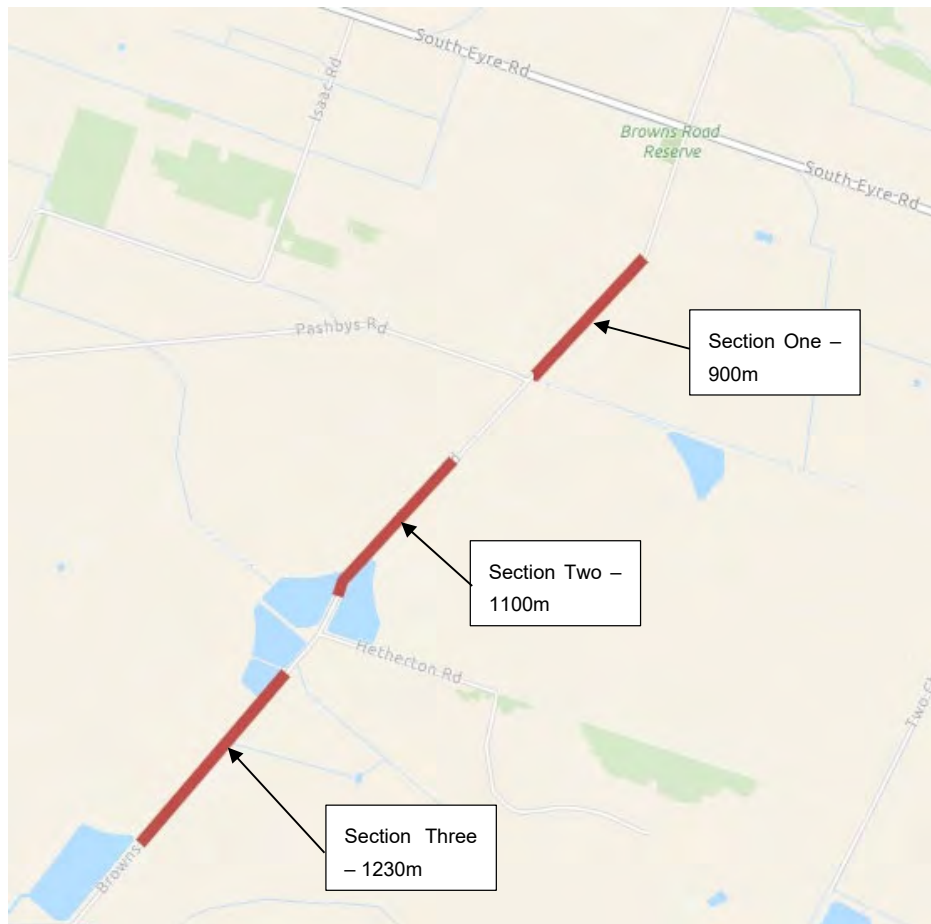 South Eyre Rd
Isaac Rd
Browns Road
Reserve
South Eyre Rd
Pashbys Rd
Section One –
900m
Section Two –
1100m
Hetherton Rd
Section Three
– 1230m
Browns